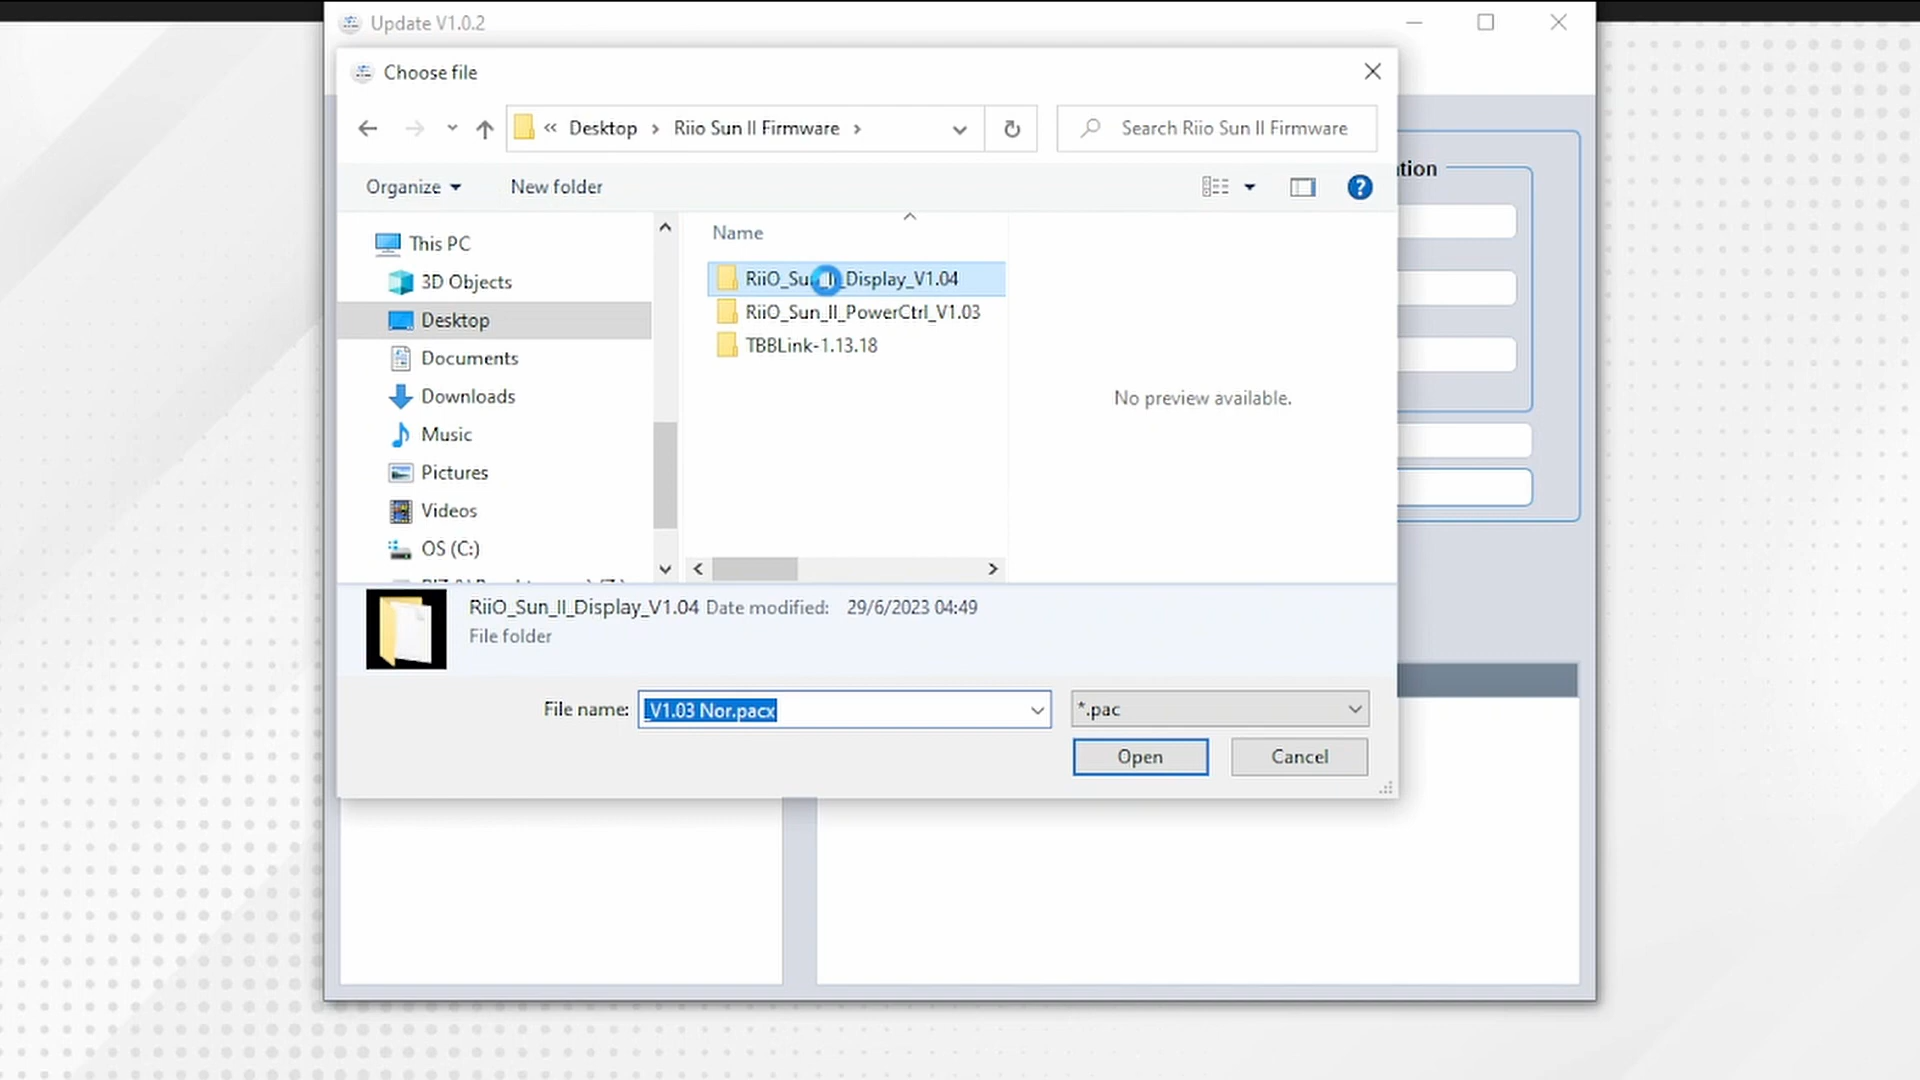 Update V1.0.2
Choose file
« Desktop > Riio Sun II Firmware >
Search Riio Sun II Firmware
Organize
New folder
tion
This PC
3D Objects
Desktop
Documents
Downloads
Music
Pictures
Videos
OS (C:)
Name
RiiO_Sun_II_Display_V1.04
RiiO_Sun_II_PowerCtrl_V1.03
TBBLink-1.13.18
No preview available.
RiiO_Sun_II_Display_V1.04 Date modified: 29/6/2023 04:49
File folder
File name: _V1.03 Nor.pacx
*.pac
Open
Cancel